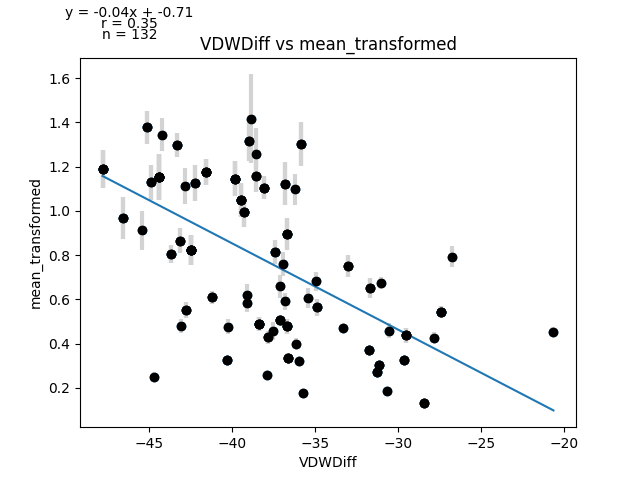 y = -0.04x + -0.71
r = 0.35
n = 132
VDWDiff vs mean_transformed
1.6
1.4
1.2
1.0
0.8
0.6
0.4
0.2
mean_transformed
−45 −40 −35 −30 −25 −20
VDWDiff